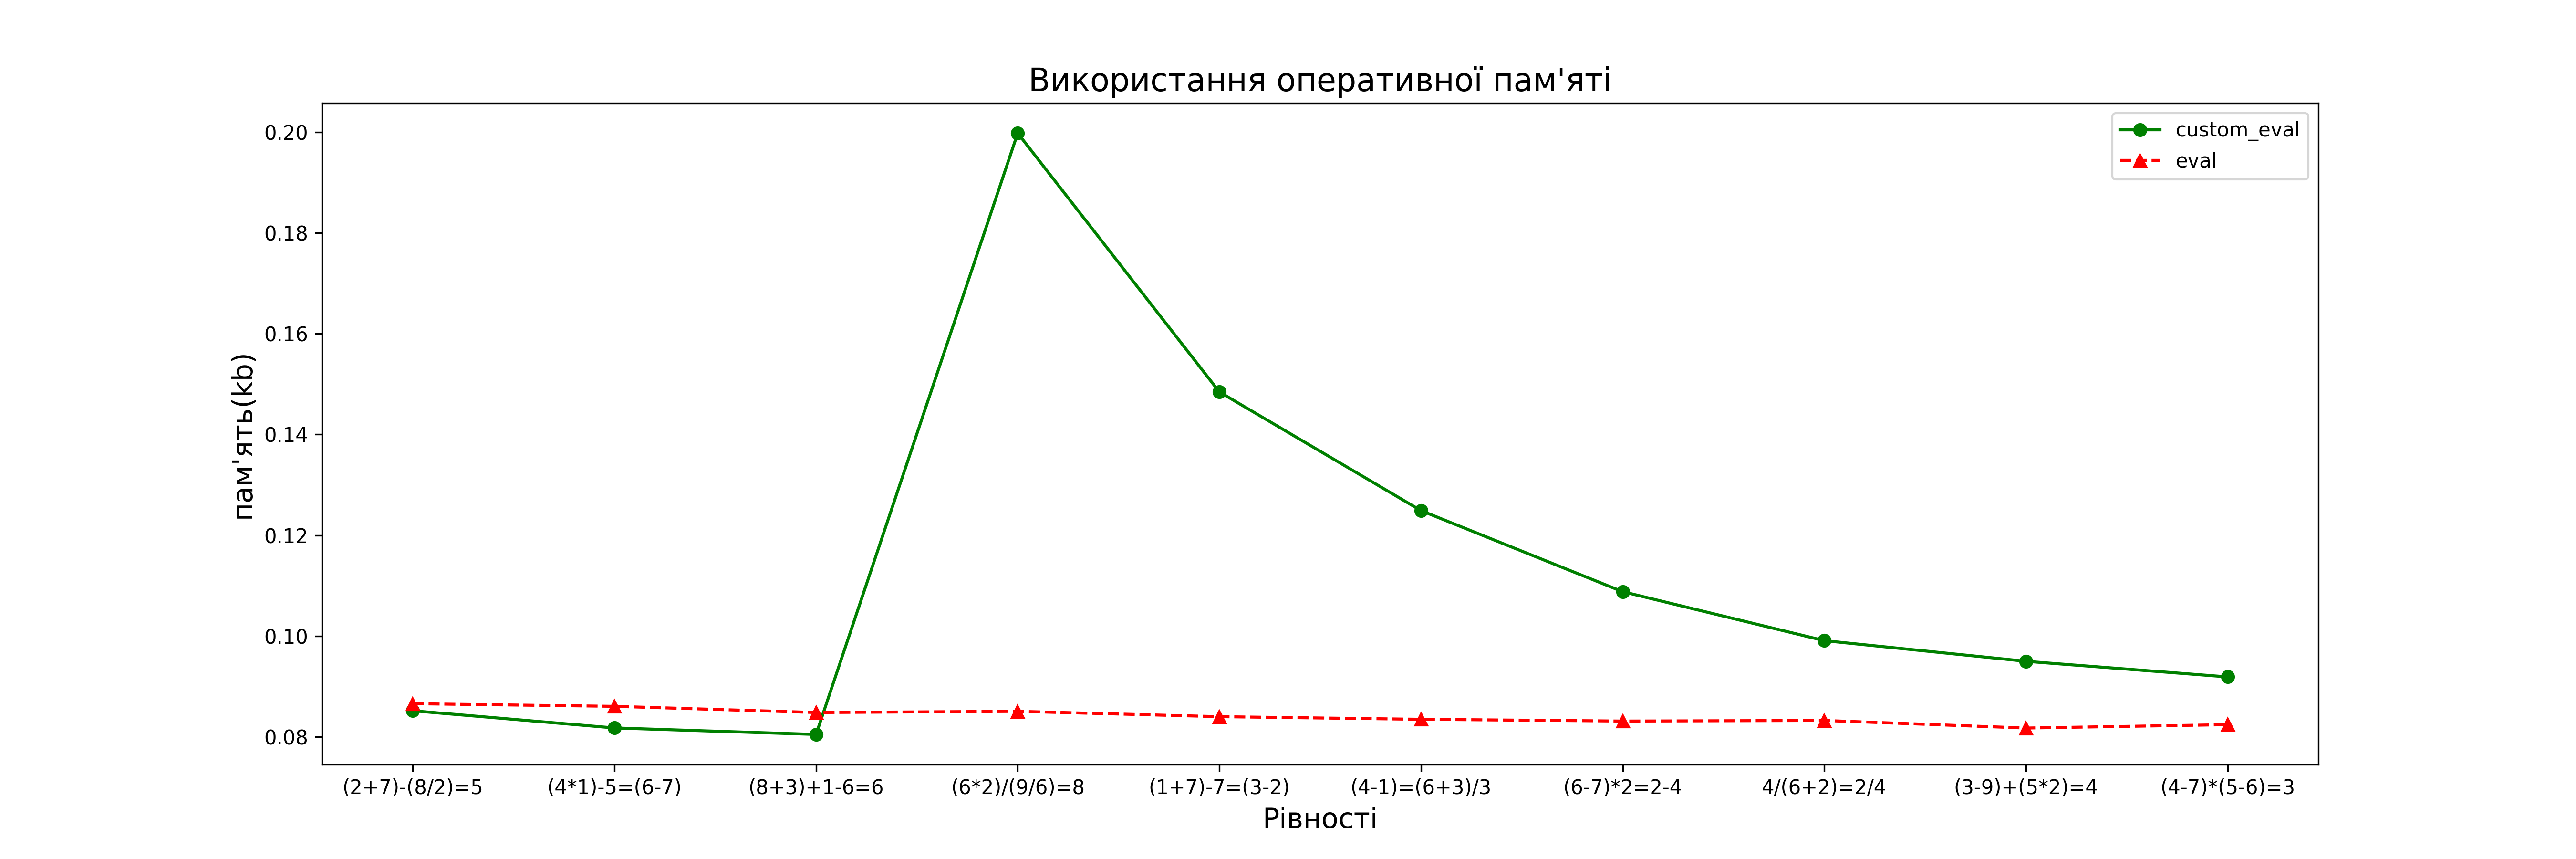 Використання оперативної пам'яті
custom_eval
eval
0.20
0.18
0.16
0.14
0.12
0.10
0.08
пам'ять(kb)
(2+7)-(8/2)=5 (4*1)-5=(6-7) (8+3)+1-6=6 (6*2)/(9/6)=8 (1+7)-7=(3-2) (4-1)=(6+3)/3 (6-7)*2=2-4 4/(6+2)=2/4 (3-9)+(5*2)=4 (4-7)*(5-6)=3
Рівності